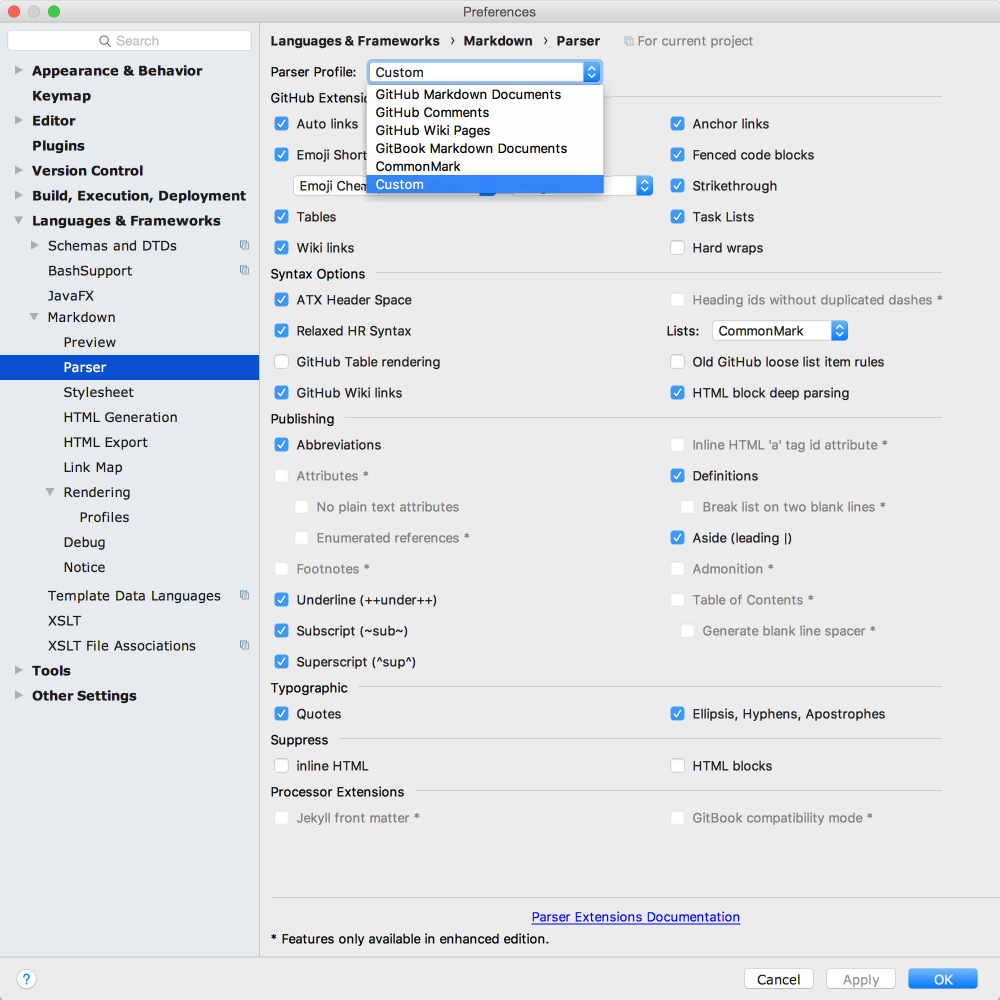 Preferences
Search
Appearance & Behavior
Keymap
Editor
Plugins
Version Control
Build, Execution, Deployment
Languages & Frameworks
Schemas and DTDs
BashSupport
JavaFX
Markdown
Preview
Parser
Stylesheet
HTML Generation
HTML Export
Link Map
Rendering
Profiles
Debug
Notice
Template Data Languages
XSLT
XSLT File Associations
Tools
Other Settings
Languages & Frameworks › Markdown › Parser For current project
Parser Profile: Custom
GitHub Markdown Documents
GitHub Comments
GitHub Wiki Pages
GitBook Markdown Documents
CommonMark
Custom
GitHub Extensi
Auto links
Anchor links
Emoji Short
Fenced code blocks
Emoji Che
Strikethrough
Tables
Task Lists
Wiki links
Hard wraps
Syntax Options
ATX Header Space
Heading ids without duplicated dashes *
Relaxed HR Syntax
Lists: CommonMark
GitHub Table rendering
Old GitHub loose list item rules
GitHub Wiki links
HTML block deep parsing
Publishing
Abbreviations
Inline HTML 'a' tag id attribute *
Attributes *
Definitions
No plain text attributes
Break list on two blank lines *
Enumerated references *
Aside (leading |)
Footnotes *
Admonition *
Underline (++under++)
Table of Contents *
Subscript (~sub~)
Generate blank line spacer *
Superscript (^sup^)
Typographic
Quotes
Ellipsis, Hyphens, Apostrophes
Suppress
inline HTML
HTML blocks
Processor Extensions
Jekyll front matter *
GitBook compatibility mode *
Parser Extensions Documentation
* Features only available in enhanced edition.
?
Cancel
Apply
OK